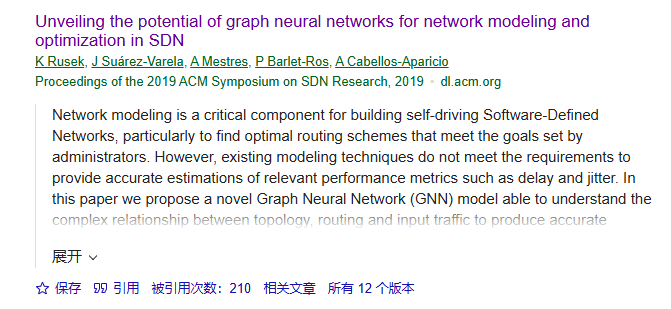 Unveiling the potential of graph neural networks for network modeling and
optimization in SDN
K Rusek, J Suárez-Varela, A Mestres, P Barlet-Ros, A Cabellos-Aparicio
Proceedings of the 2019 ACM Symposium on SDN Research, 2019 • dl.acm.org
Network modeling is a critical component for building self-driving Software-Defined
Networks, particularly to find optimal routing schemes that meet the goals set by
administrators. However, existing modeling techniques do not meet the requirements to
provide accurate estimations of relevant performance metrics such as delay and jitter. In
this paper we propose a novel Graph Neural Network (GNN) model able to understand the
complex relationship between topology, routing and input traffic to produce accurate
展开
保存 引用 被引用次数：210 相关文章 所有 12 个版本